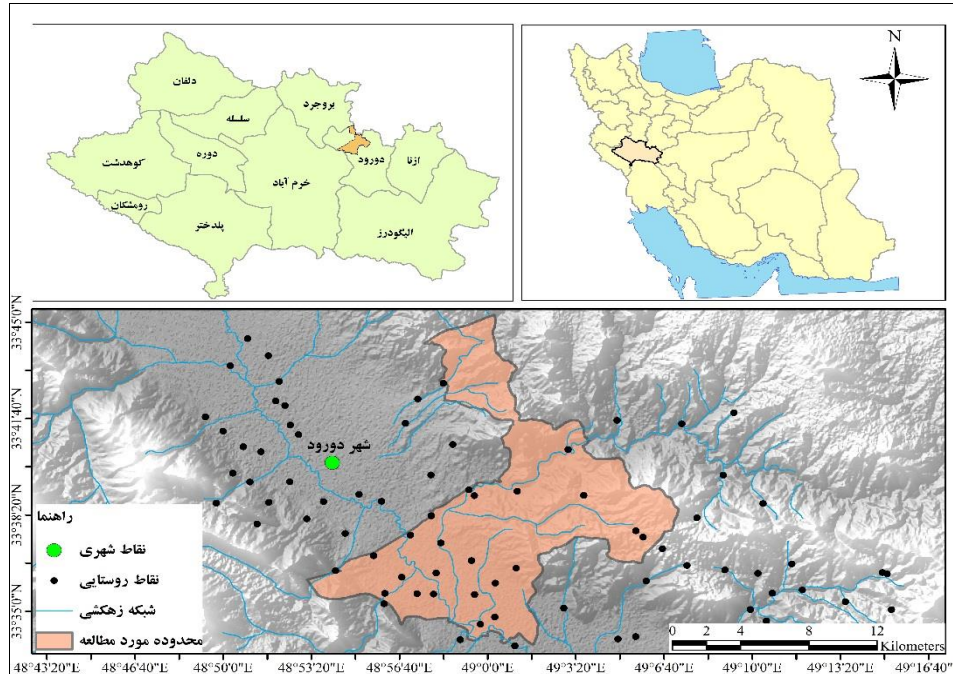 N
دلفان
بروجرد
سلسله
کوهدشت
دوره
دورود
ازنا
خرم آباد
رومشکان
پلدختر
الیگودرز
33°45'0"N
33°41'40"N
33°38'20"N
33°35'0"N
شهر دورود
راهنما
نقاط شهری
نقاط روستایی
شبکه زهکشی
محدوده مورد مطالعه
0 2 4 6 8 12
Kilometers
48°43'20"E 48°46'40"E 48°50'0"E 48°53'20"E 48°56'40"E 49°0'0"E 49°3'20"E 49°6'40"E 49°10'0"E 49°13'20"E 49°16'40"E